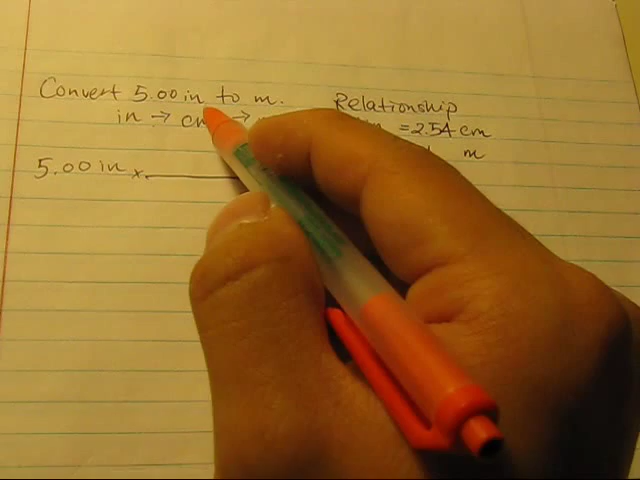 Convert 5.00 in to m.
in → cm →
Relationship
= 2.54 cm
m
5.00 in x